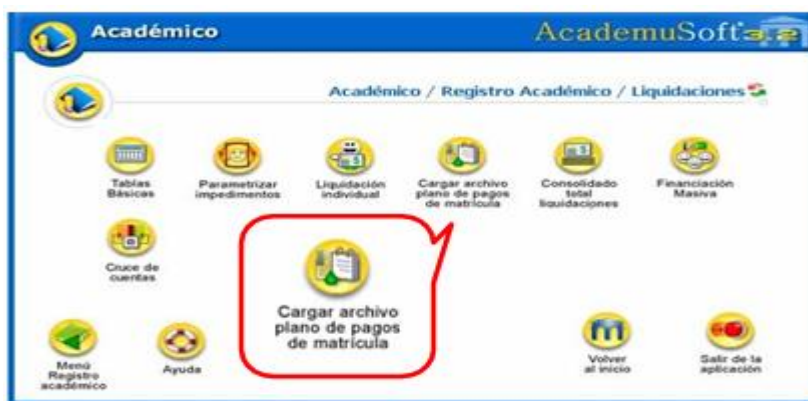 Académico
AcademuSoft 3.2
Académico / Registro Académico / Liquidaciones
Tablas
Básicas
Parametrizar
impedimentos
Liquidación
individual
Cargar archivo
plano de pagos
de matrícula
Consolidado
total
liquidaciones
Financiación
Masiva
Cruce de
cuentas
Cargar archivo
plano de pagos
de matrícula
Menú
Registro
académico
Ayuda
Volver
al inicio
Salir de la
aplicación